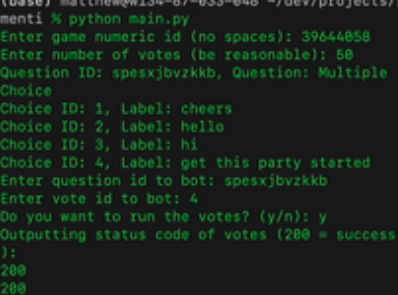 (base) matthew@wl34-87-033-048 ~/dev/projects/
menti % python main.py
Enter game numeric id (no spaces): 39644058
Enter number of votes (be reasonable): 50
Question ID: spesxjbvzkkb, Question: Multiple
Choice
Choice ID: 1, Label: cheers
Choice ID: 2, Label: hello
Choice ID: 3, Label: hi
Choice ID: 4, Label: get this party started
Enter question id to bot: spesxjbvzkkb
Enter vote id to bot: 4
Do you want to run the votes? (y/n): y
Outputting status code of votes (200 = success
):
200
200